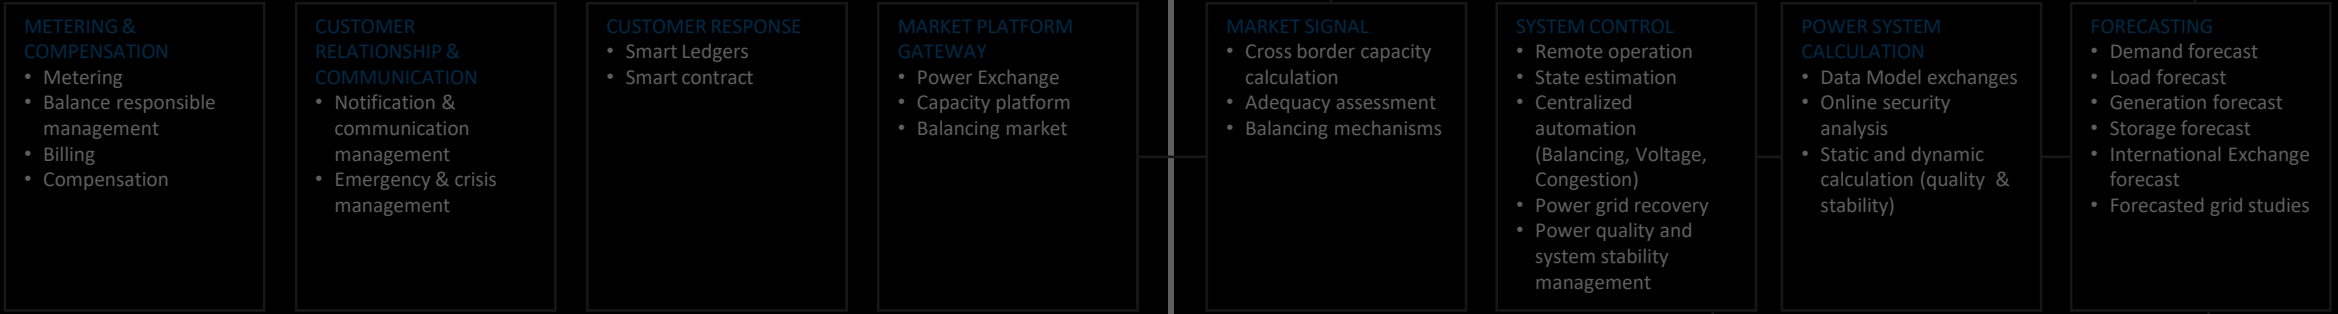 METERING &
COMPENSATION
• Metering
• Balance responsible
management
• Billing
• Compensation
CUSTOMER
RELATIONSHIP &
COMMUNICATION
• Notification &
communication
management
• Emergency & crisis
management
CUSTOMER RESPONSE
• Smart Ledgers
• Smart contract
MARKET PLATFORM
GATEWAY
• Power Exchange
• Capacity platform
• Balancing market
MARKET SIGNAL
• Cross border capacity
calculation
• Adequacy assessment
• Balancing mechanisms
SYSTEM CONTROL
• Remote operation
• State estimation
• Centralized
automation
(Balancing, Voltage,
Congestion)
• Power grid recovery
• Power quality and
system stability
management
POWER SYSTEM
CALCULATION
• Data Model exchanges
• Online security
analysis
• Static and dynamic
calculation (quality &
stability)
FORECASTING
• Demand forecast
• Load forecast
• Generation forecast
• Storage forecast
• International Exchange
forecast
• Forecasted grid studies